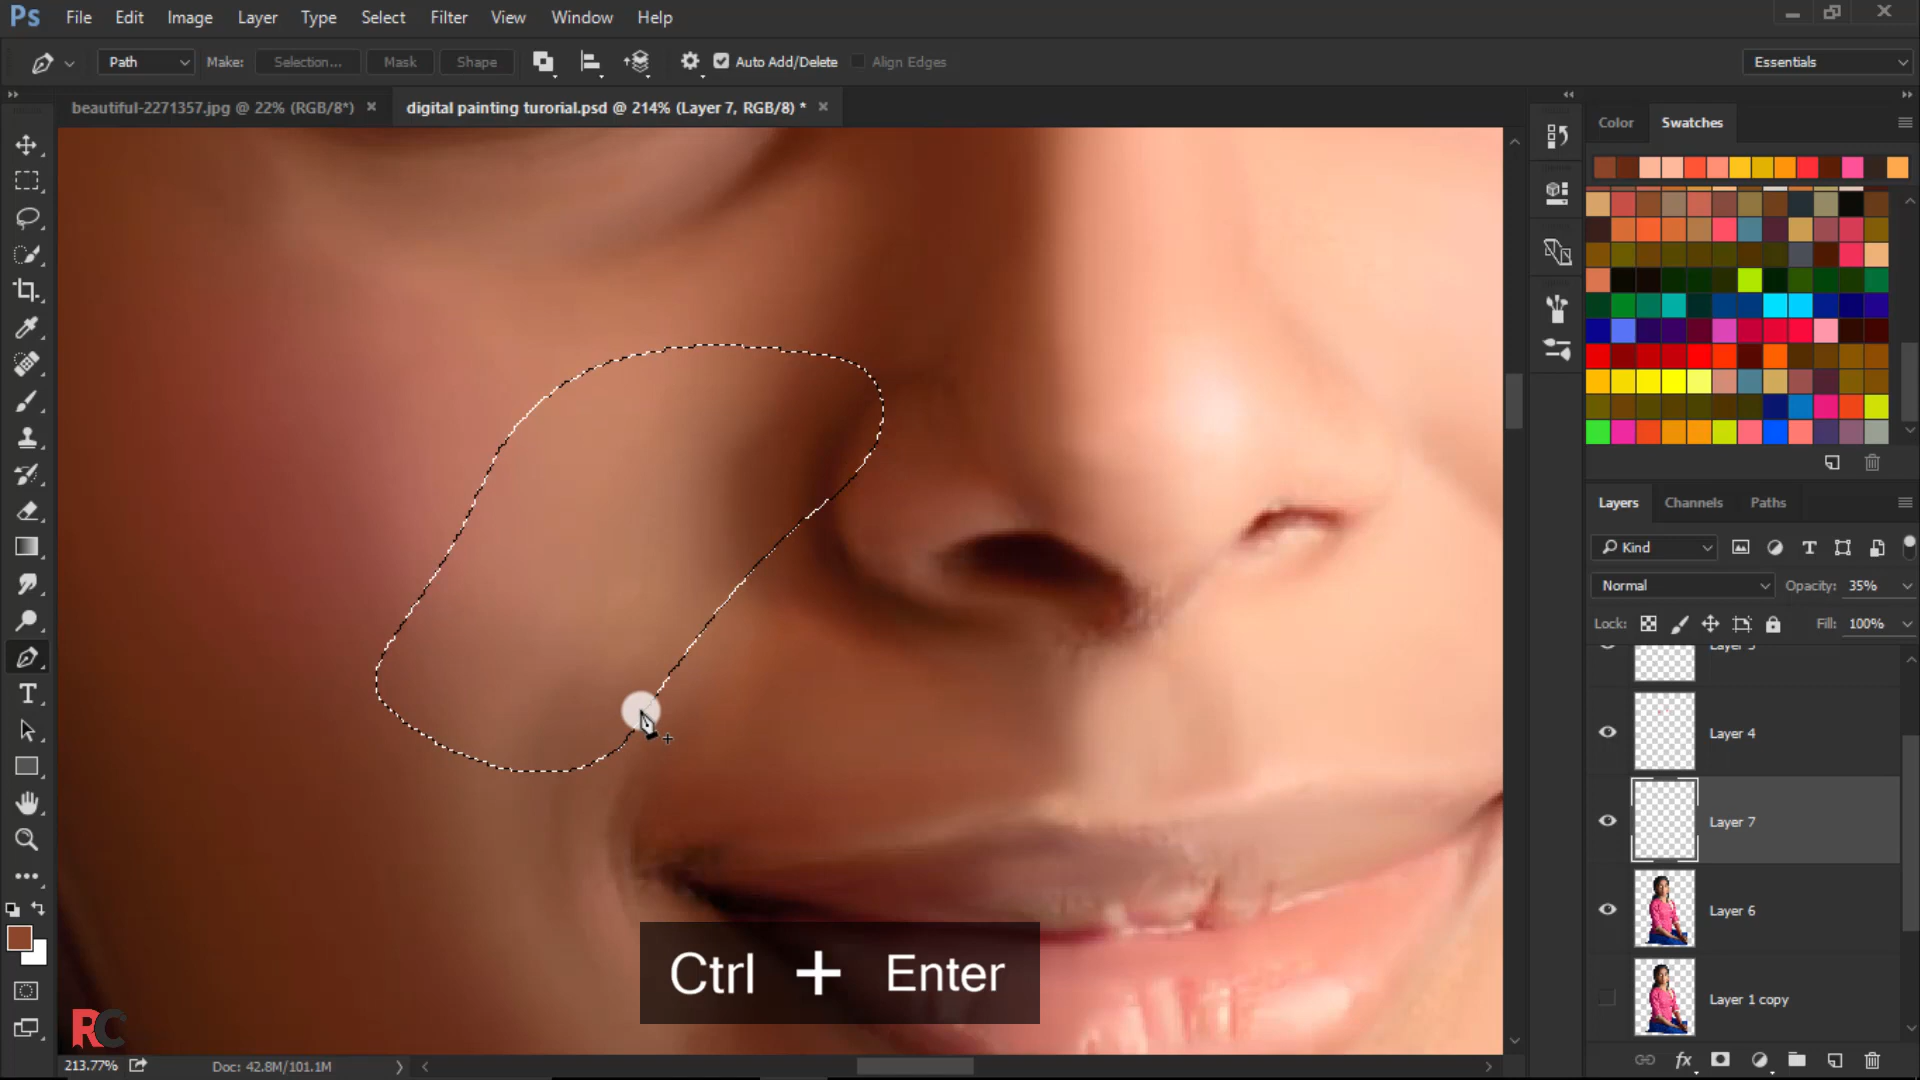 Ps File Edit Image Layer Type Select Filter View Window Help
Path Make: Selection... Mask Shape Auto Add/Delete Align Edges Essentials
beautiful-2271357.jpg @ 22% (RGB/8*) × digital painting turorial.psd @ 214% (Layer 7, RGB/8) * ×
Color Swatches
Layers Channels Paths
Kind
Normal Opacity: 35%
Lock: Fill: 100%
Layer 4
Layer 7
Layer 6
Layer 1 copy
Ctrl + Enter
RC
213.77% Doc: 42.8M/101.1M
fx